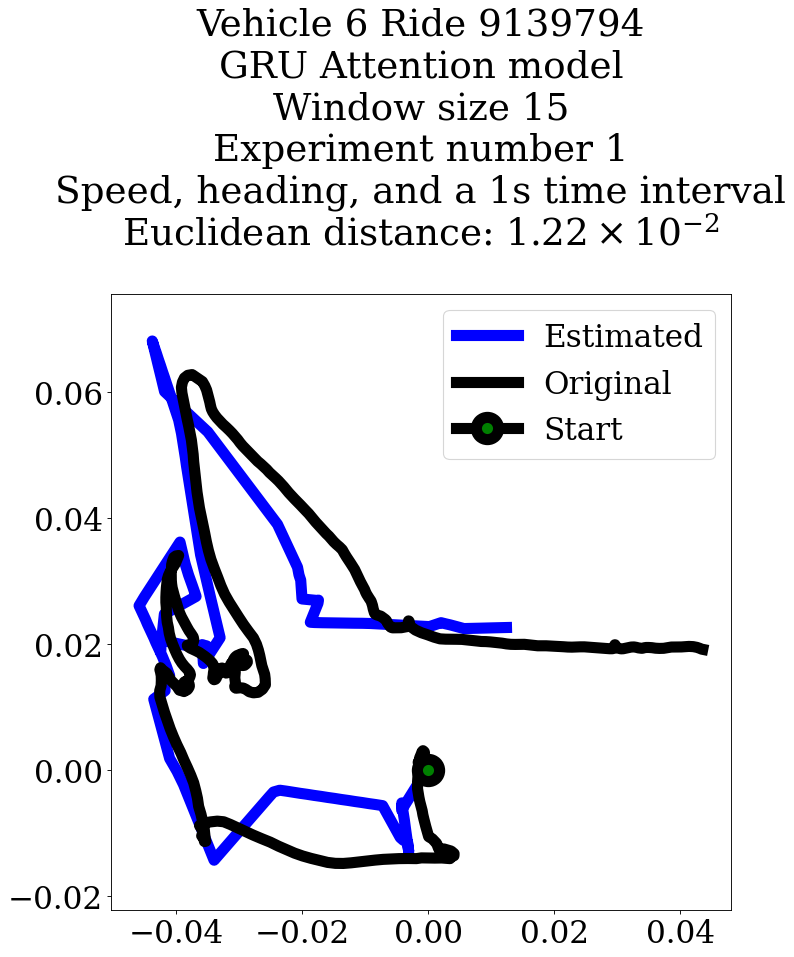 Vehicle 6 Ride 9139794
GRU Attention model
Window size 15
Experiment number 1
Speed, heading, and a 1s time interval
Euclidean distance: 1.22 × 10⁻²
Estimated
Original
Start
0.06
0.04
0.02
0.00
−0.02
−0.04 −0.02 0.00 0.02 0.04